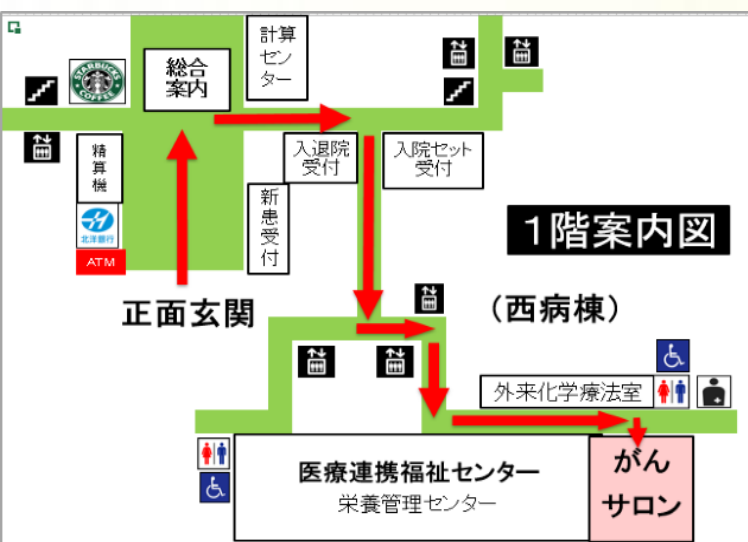 計算
セン
ター
総合
案内
STARBUCKS
COFFEE
精
算
機
北洋銀行
ATM
入退院
受付
入院セット
受付
新
患
受
付
1階案内図
正面玄関
(西病棟)
外来化学療法室
医療連携福祉センター
栄養管理センター
がん
サロン